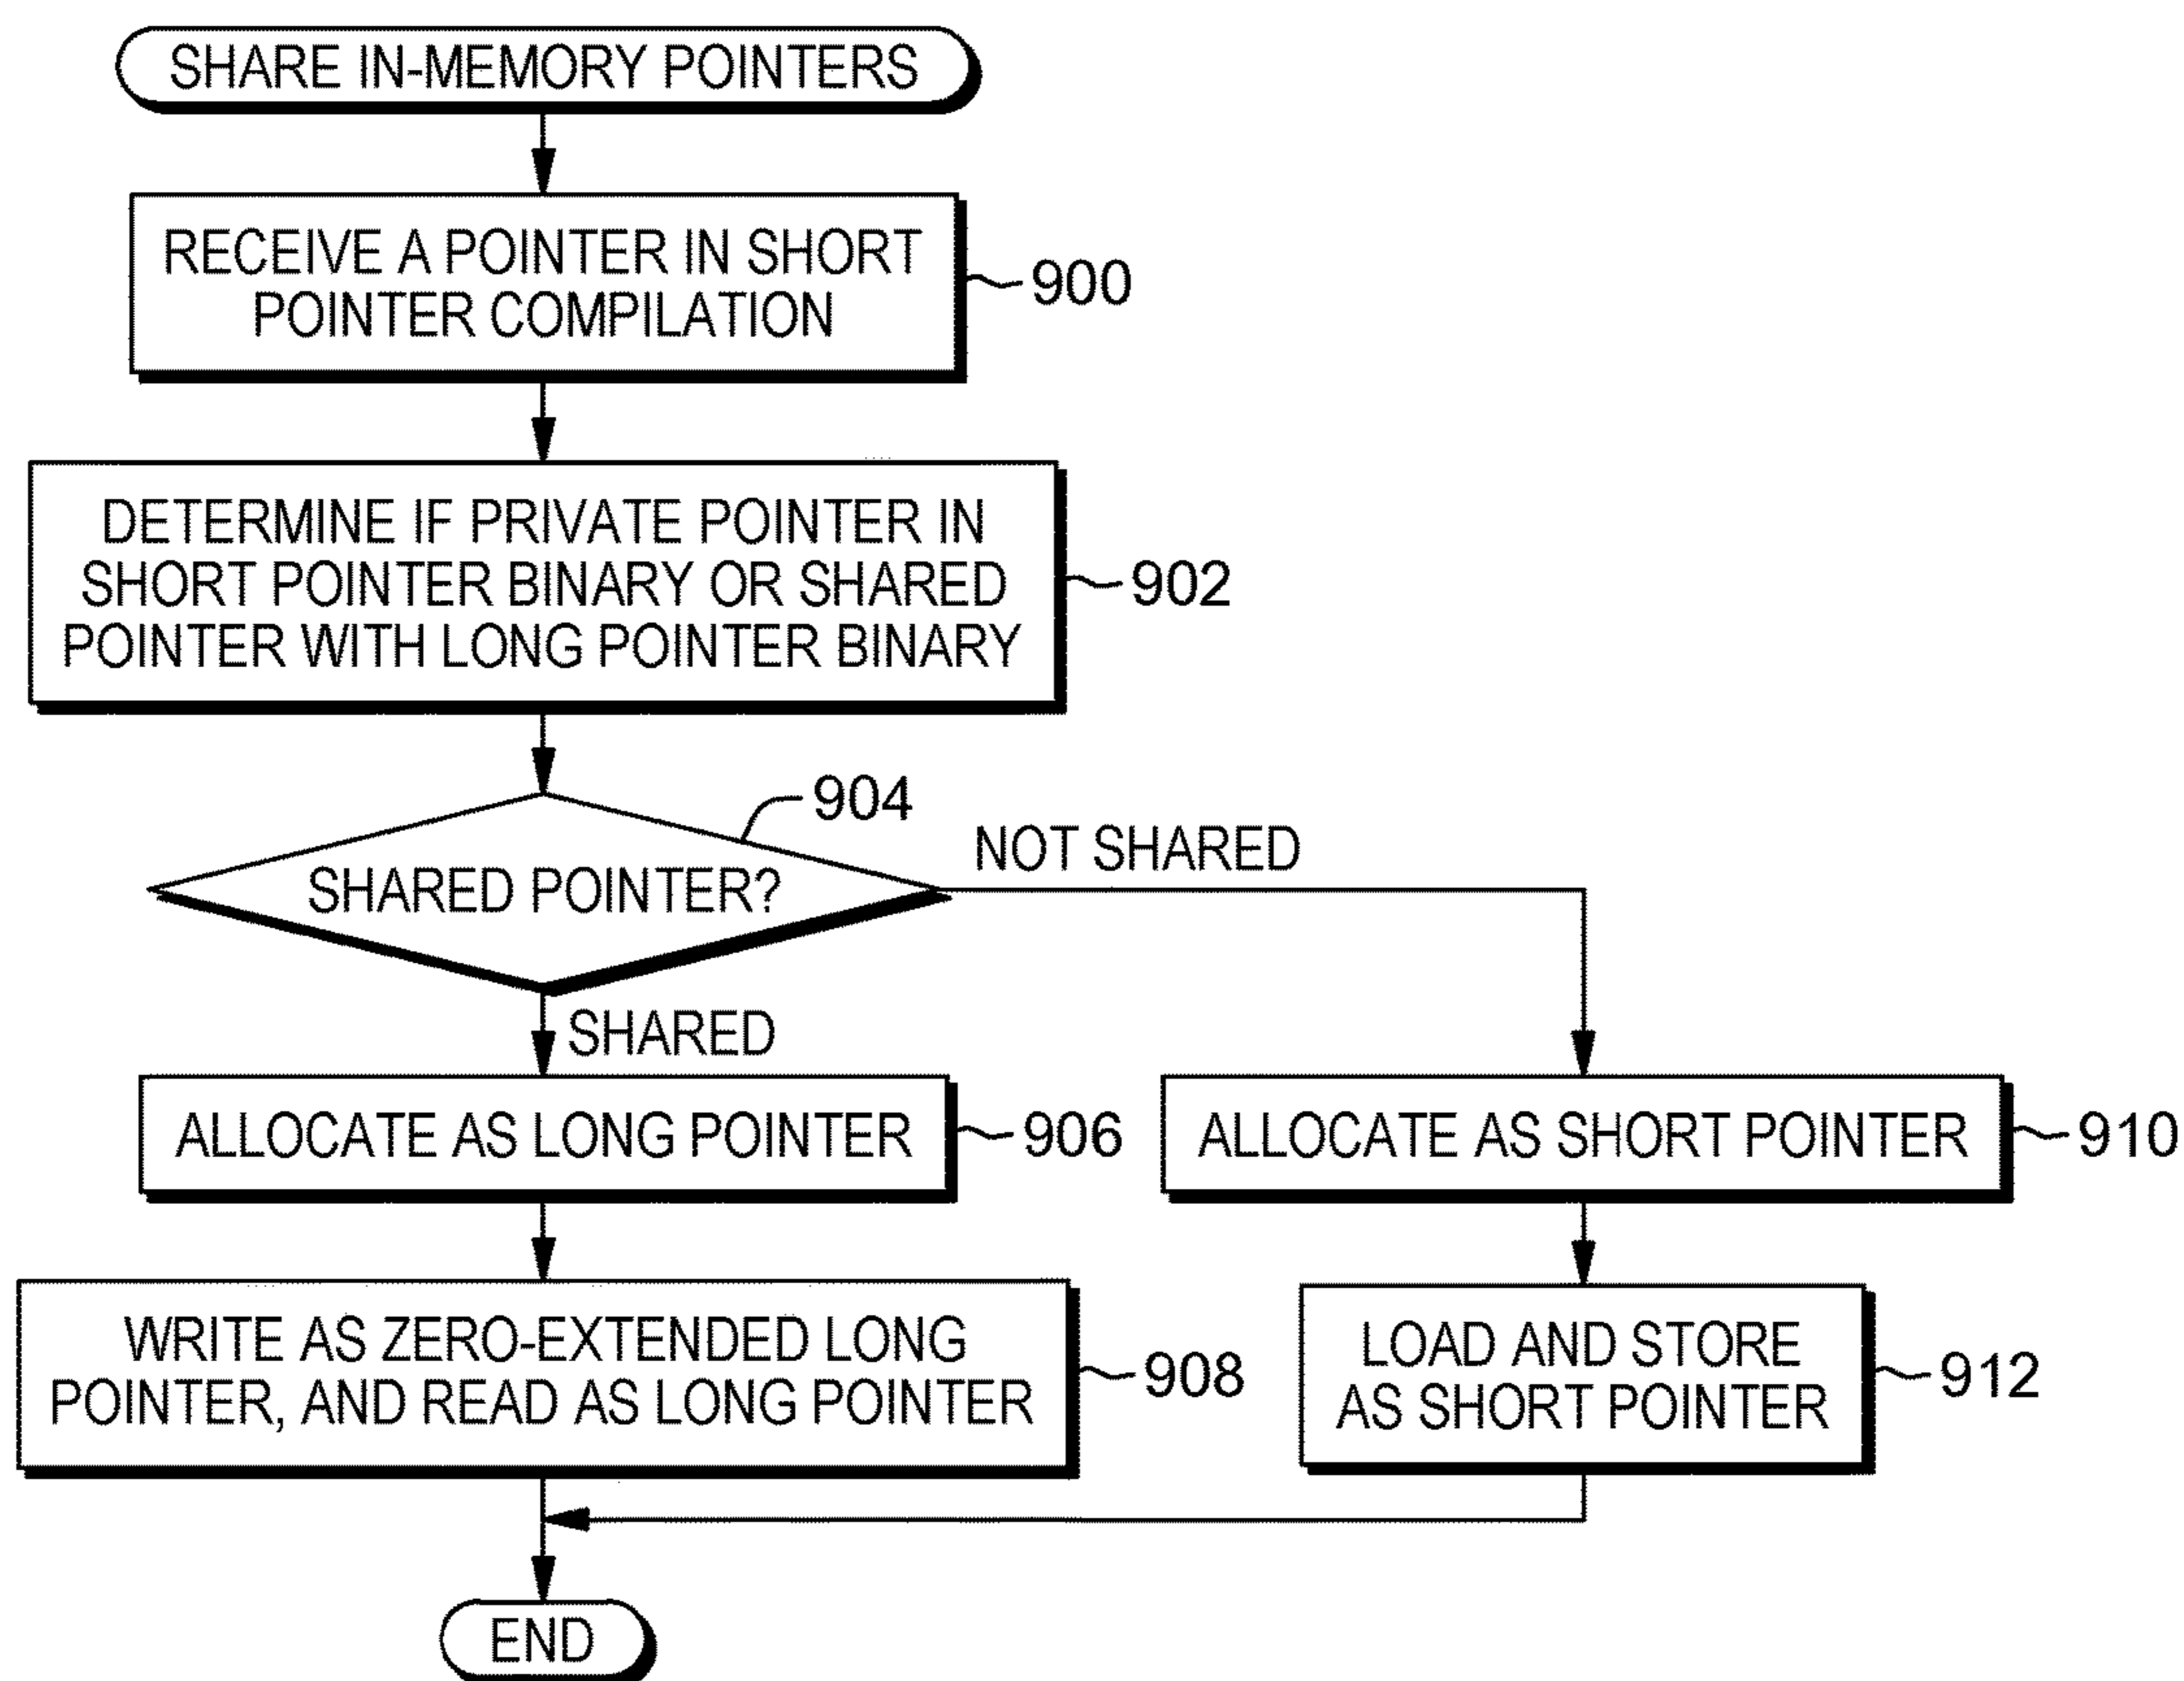 SHARE IN-MEMORY POINTERS
RECEIVE A POINTER IN SHORT
POINTER COMPILATION
900
DETERMINE IF PRIVATE POINTER IN
SHORT POINTER BINARY OR SHARED
POINTER WITH LONG POINTER BINARY
902
904
SHARED POINTER?
NOT SHARED
SHARED
ALLOCATE AS LONG POINTER
906
ALLOCATE AS SHORT POINTER
910
WRITE AS ZERO-EXTENDED LONG
POINTER, AND READ AS LONG POINTER
908
LOAD AND STORE
AS SHORT POINTER
912
END